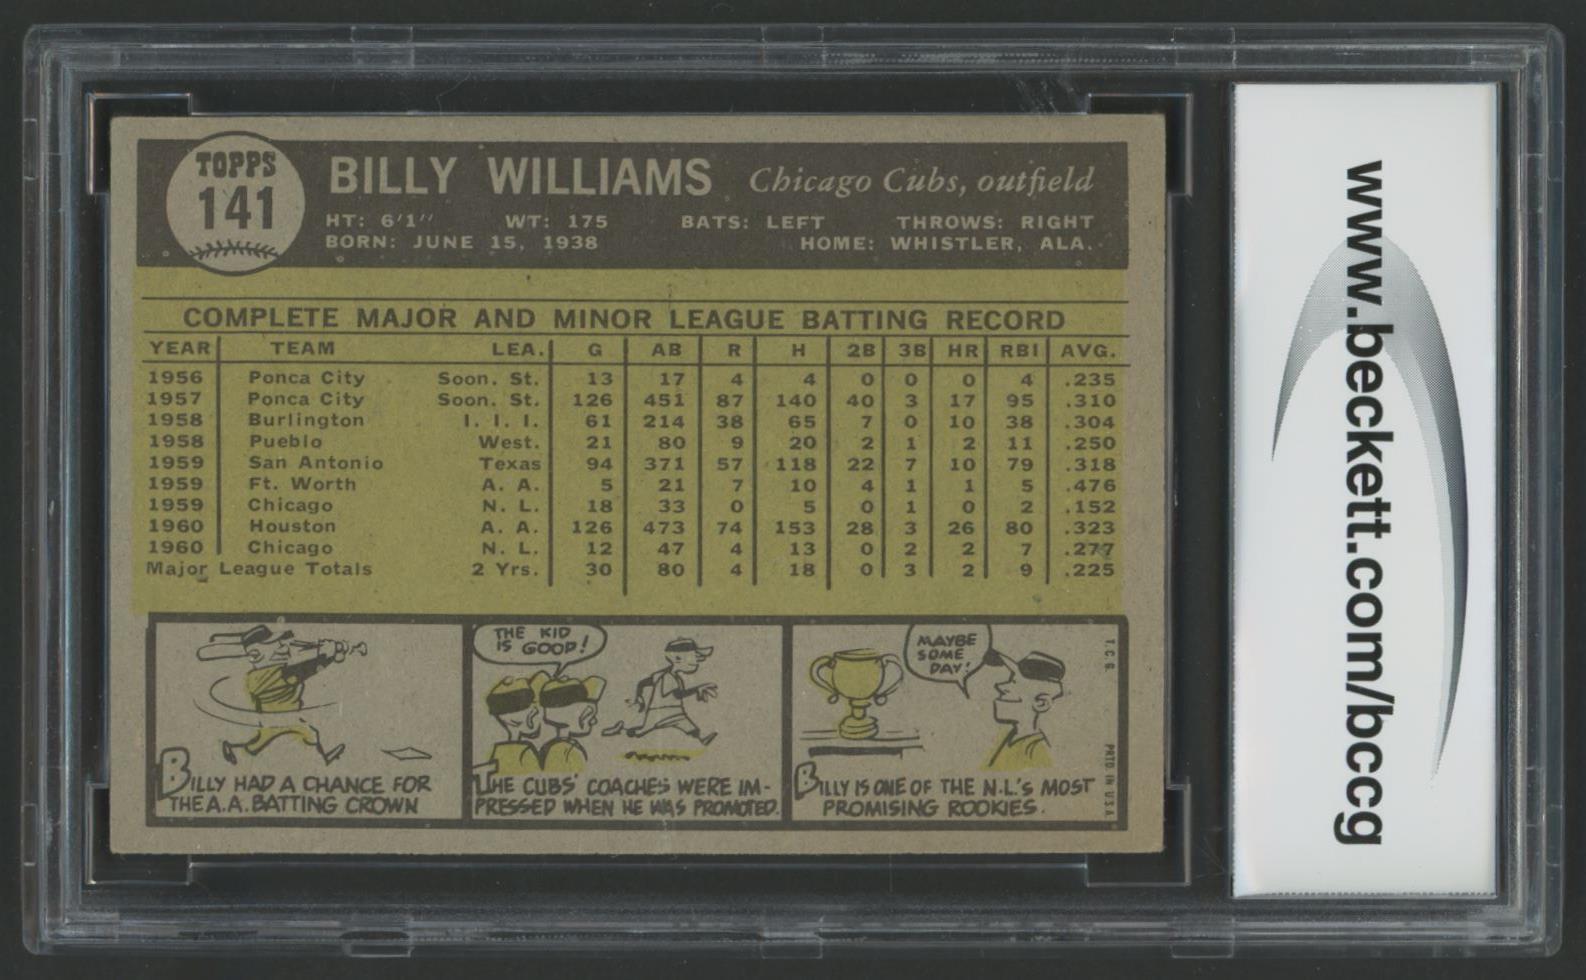 TOPPS
141
BILLY WILLIAMS Chicago Cubs, outfield
HT: 6'1'' WT: 175 BATS: LEFT THROWS: RIGHT
BORN: JUNE 15, 1938 HOME: WHISTLER, ALA.
COMPLETE MAJOR AND MINOR LEAGUE BATTING RECORD
YEAR TEAM LEA. G AB R H 2B 3B HR RBI AVG.
1956 Ponca City Soon. St. 13 17 4 4 0 0 0 4 .235
1957 Ponca City Soon. St. 126 451 87 140 40 3 17 95 .310
1958 Burlington I. I. I. 61 214 38 65 7 0 10 38 .304
1958 Pueblo West. 21 80 9 20 2 1 2 11 .250
1959 San Antonio Texas 94 371 57 118 22 7 10 79 .318
1959 Ft. Worth A. A. 5 21 7 10 4 1 1 5 .476
1959 Chicago N. L. 18 33 0 5 0 1 0 2 .152
1960 Houston A. A. 126 473 74 153 28 3 26 80 .323
1960 Chicago N. L. 12 47 4 13 0 2 2 7 .277
Major League Totals 2 Yrs. 30 80 4 18 0 3 2 9 .225
BILLY HAD A CHANCE FOR
THE A.A. BATTING CROWN
THE KID
IS GOOD!
THE CUBS' COACHES WERE IM-
PRESSED WHEN HE WAS PROMOTED.
MAYBE
SOME
DAY!
BILLY IS ONE OF THE N.L.'S MOST
PROMISING ROOKIES.
T. C. G.
PRTD IN U.S.A.
www.beckett.com/bccg